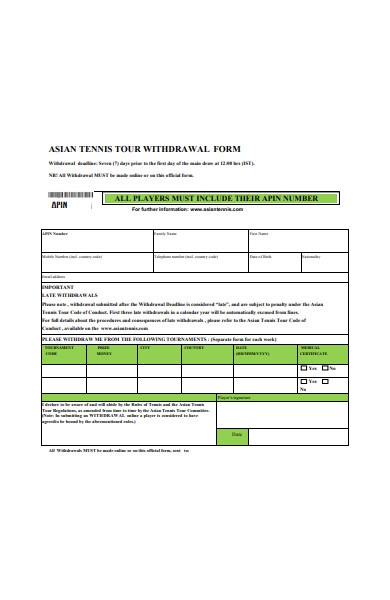 ASIAN TENNIS TOUR WITHDRAWAL FORM
Withdrawal deadline: Seven (7) days prior to the first day of the main draw at 12:00 hrs (IST).
NB! All Withdrawal MUST be made online or on this official form.
APIN
ALL PLAYERS MUST INCLUDE THEIR APIN NUMBER
For further information: www.asiantennis.com
APIN Number Family Name First Name
Mobile Number (incl. country code) Telephone number (incl. country code) Date of Birth Nationality
Email address
IMPORTANT
LATE WITHDRAWALS
Please note, withdrawal submitted after the Withdrawal Deadline is considered "late", and are subject to penalty under the Asian
Tennis Tour Code of Conduct. First three late withdrawals in a calendar year will be automatically excused from fines.
For full details about the procedures and consequences of late withdrawals , please refer to the Asian Tennis Tour Code of
Conduct , available on the www.asiantennis.com
PLEASE WITHDRAW ME FROM THE FOLLOWING TOURNAMENTS : (Separate form for each week)
TOURNAMENT CODE PRIZE MONEY CITY COUNTRY DATE (DD/MM/YYYY) MEDICAL CERTIFICATE
Yes No
Yes
No
Player's signature
I declare to be aware of and will abide by the Rules of Tennis and the Asian Tennis
Tour Regulations, as amended from time to time by the Asian Tennis Tour Committee.
(Note: In submitting an WITHDRAWAL online a player is considered to have
agreed to be bound by the aforementioned rules.)
Date
All Withdrawals MUST be made online or on this official form, sent to: